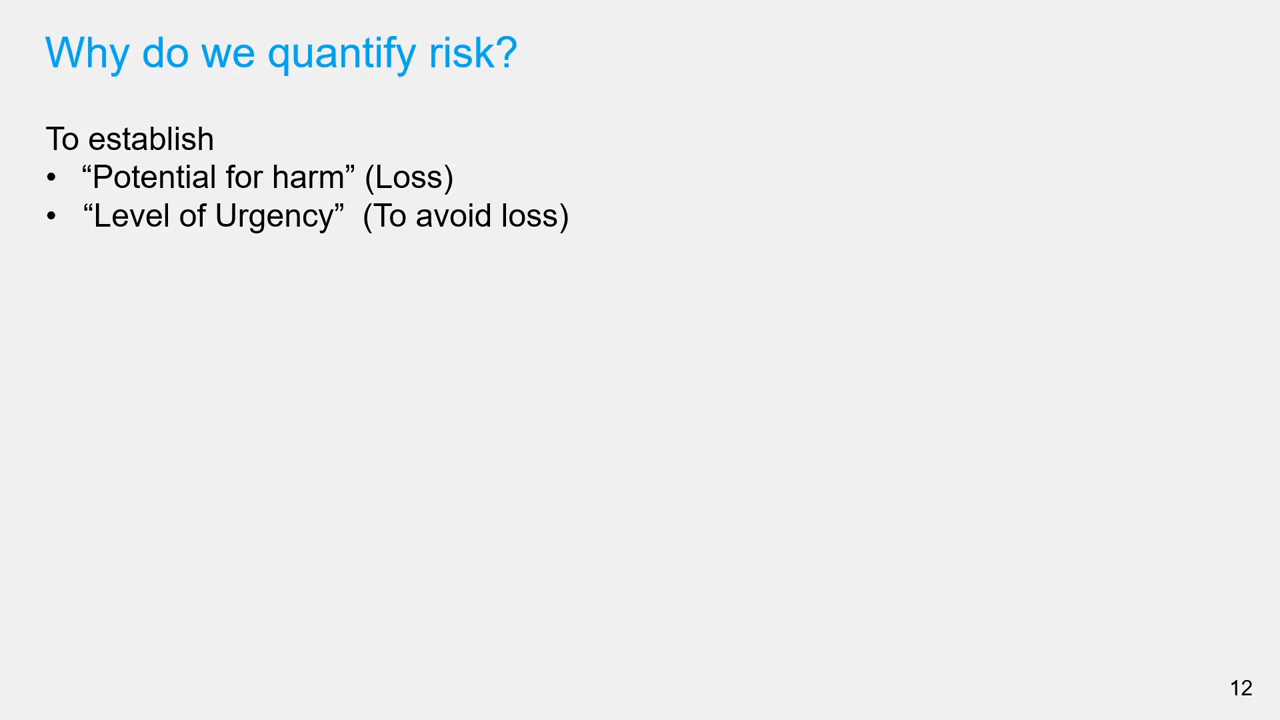 Why do we quantify risk?
To establish
• “Potential for harm” (Loss)
• “Level of Urgency”  (To avoid loss)
12